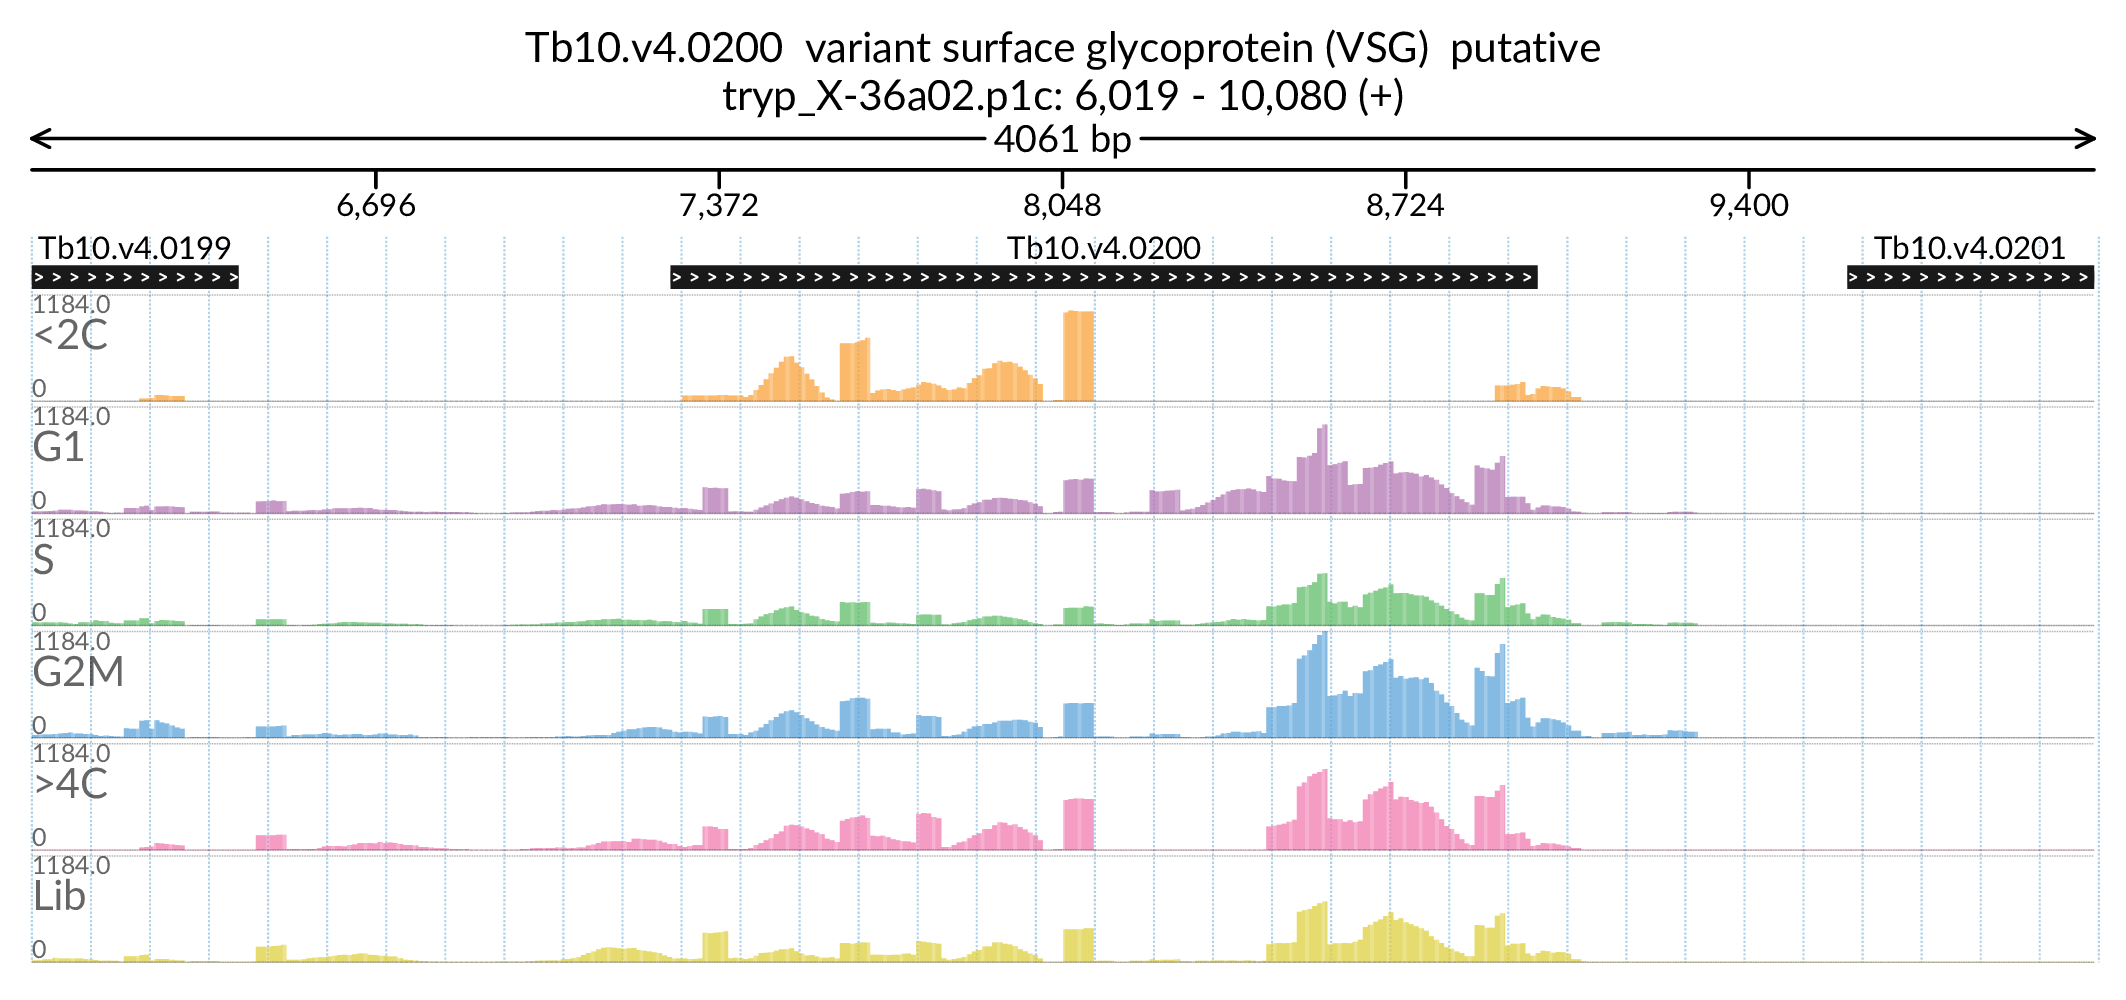 Tb10.v4.0200 variant surface glycoprotein (VSG) putative
tryp_X-36a02.p1c: 6,019 - 10,080 (+)
4061 bp
6,696 7,372 8,048 8,724 9,400
Tb10.v4.0199 Tb10.v4.0200 Tb10.v4.0201
1184.0
<2C
0
1184.0
G1
0
1184.0
S
0
1184.0
G2M
0
1184.0
>4C
0
1184.0
Lib
0